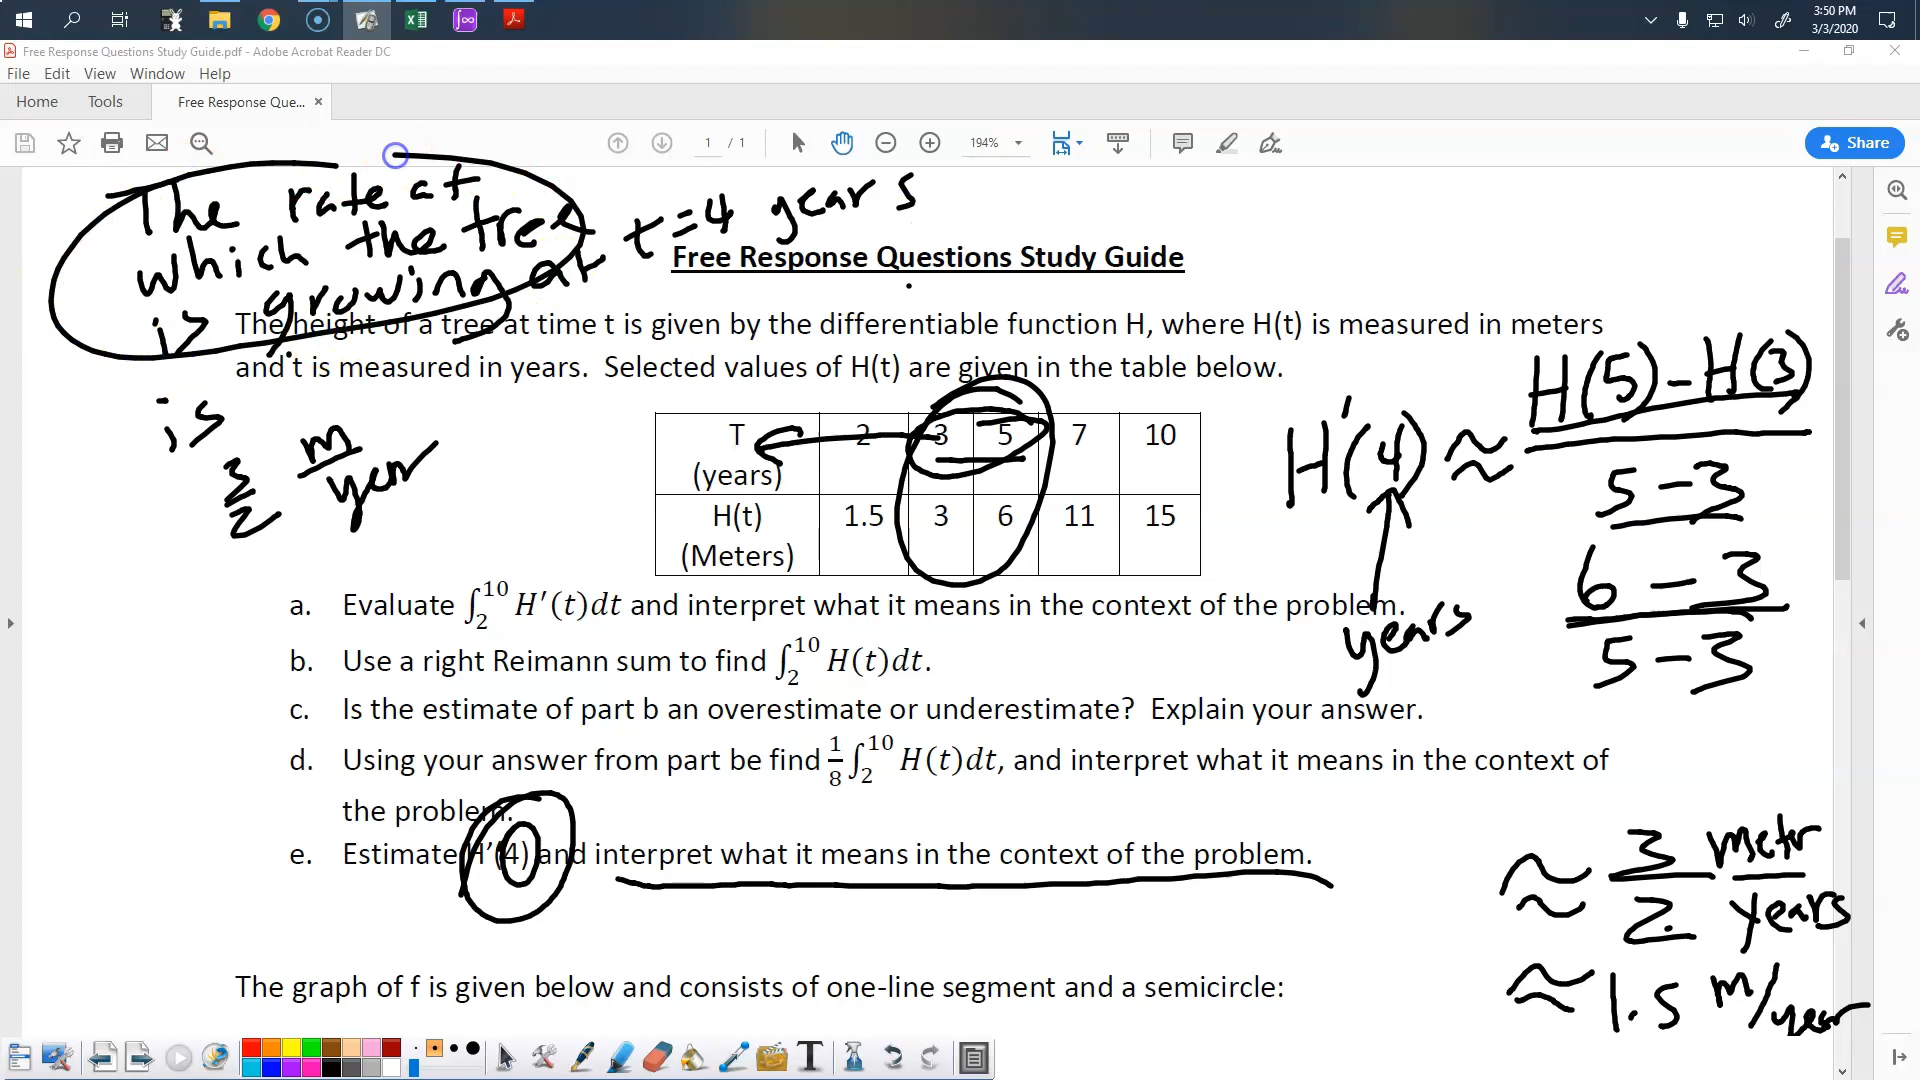 3:50 PM
3/3/2020
Free Response Questions Study Guide.pdf - Adobe Acrobat Reader DC
File Edit View Window Help
Home Tools Free Response Que... ×
1 / 1 194% Share
The rate at
which the tree
is growing at t=4 years
is
3/2 m/year
Free Response Questions Study Guide
The height of a tree at time t is given by the differentiable function H, where H(t) is measured in meters
and t is measured in years. Selected values of H(t) are given in the table below.
T (years) 2 3 5 7 10
H(t) (Meters) 1.5 3 6 11 15
H'(4) ≈ H(5)-H(3)
5-3
years
6-3
5-3
a. Evaluate ∫₂¹⁰ H′(t)dt and interpret what it means in the context of the problem.
b. Use a right Reimann sum to find ∫₂¹⁰ H(t)dt.
c. Is the estimate of part b an overestimate or underestimate? Explain your answer.
d. Using your answer from part be find 1/8 ∫₂¹⁰ H(t)dt, and interpret what it means in the context of
the problem.
e. Estimate H'(4) and interpret what it means in the context of the problem.
≈ 3 meter
2 years
≈ 1.5 m/year
The graph of f is given below and consists of one-line segment and a semicircle: